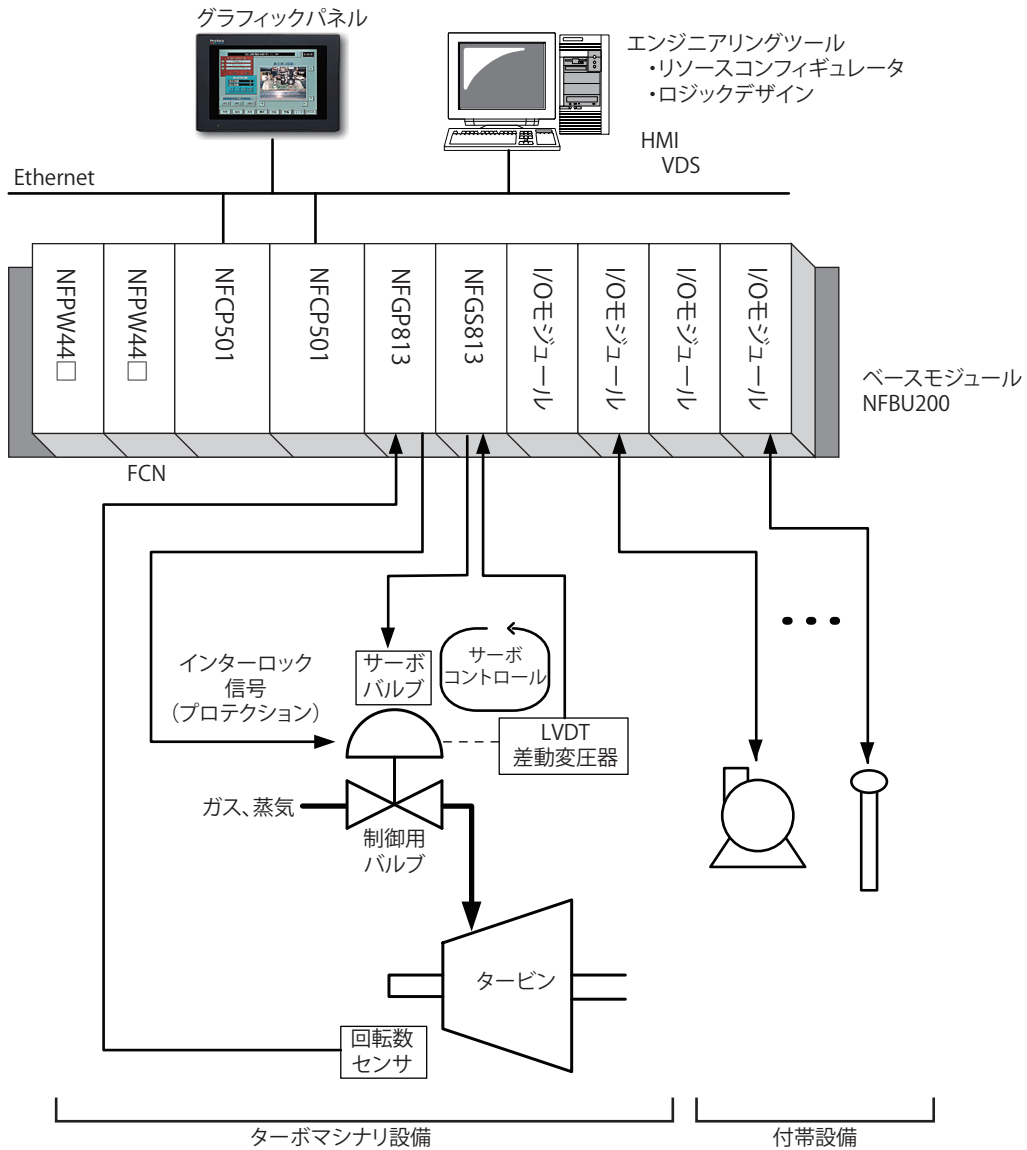 グラフィックパネル
エンジニアリングツール
・リソースコンフィギュレータ
・ロジックデザイン
HMI
VDS
Ethernet
NFPW44□
NFPW44□
NFCP501
NFCP501
NFGP813
NFGS813
I/Oモジュール
I/Oモジュール
I/Oモジュール
I/Oモジュール
ベースモジュール
NFBU200
FCN
インターロック
信号
（プロテクション）
サーボ
バルブ
サーボ
コントロール
LVDT
差動変圧器
ガス、蒸気
制御用
バルブ
タービン
回転数
センサ
ターボマシナリ設備
付帯設備